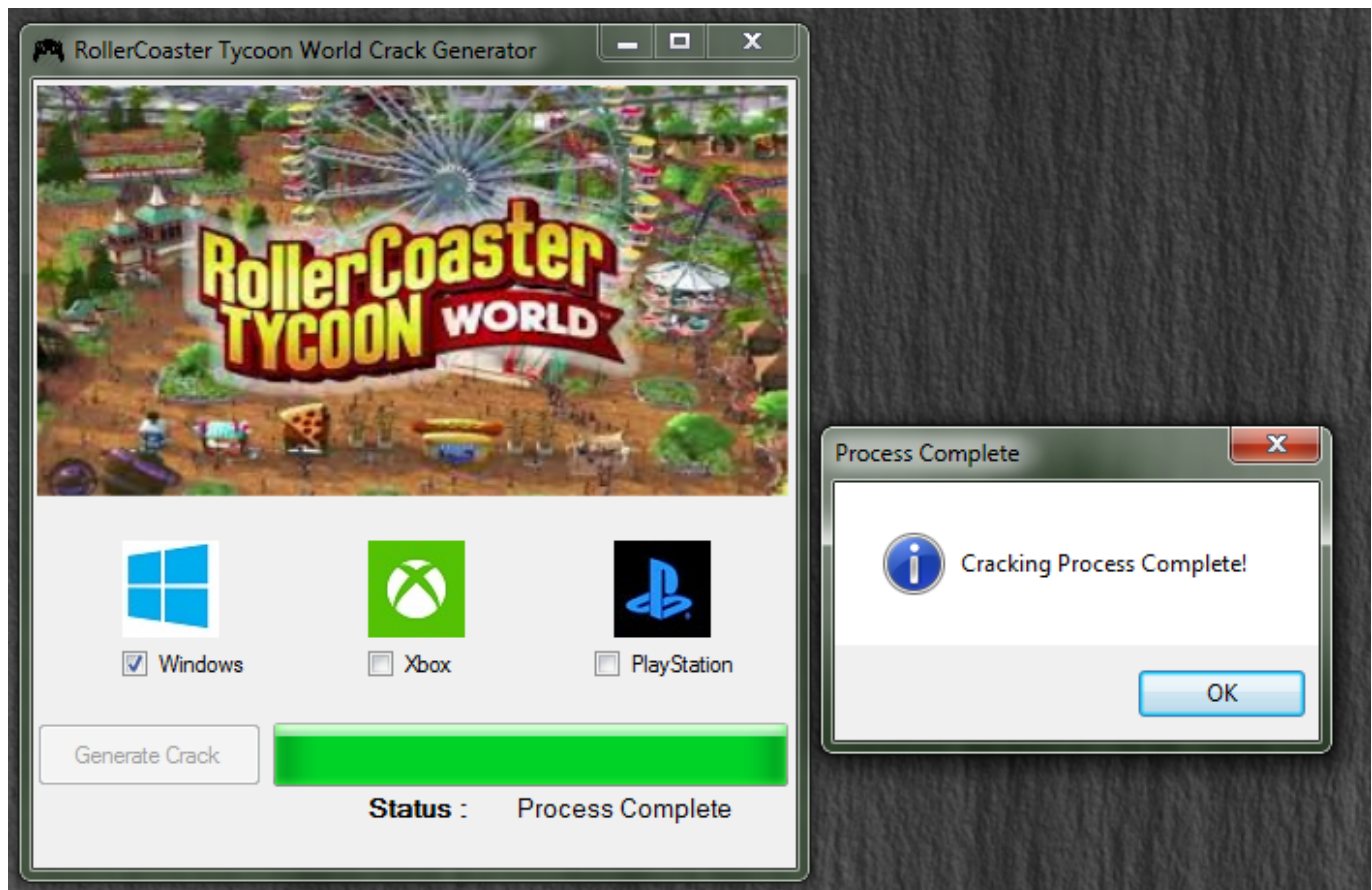 RollerCoaster Tycoon World Crack Generator
RollerCoaster
TYCOON WORLD™
Windows
Xbox
PlayStation
Generate Crack
Status : Process Complete
Process Complete
Cracking Process Complete!
OK